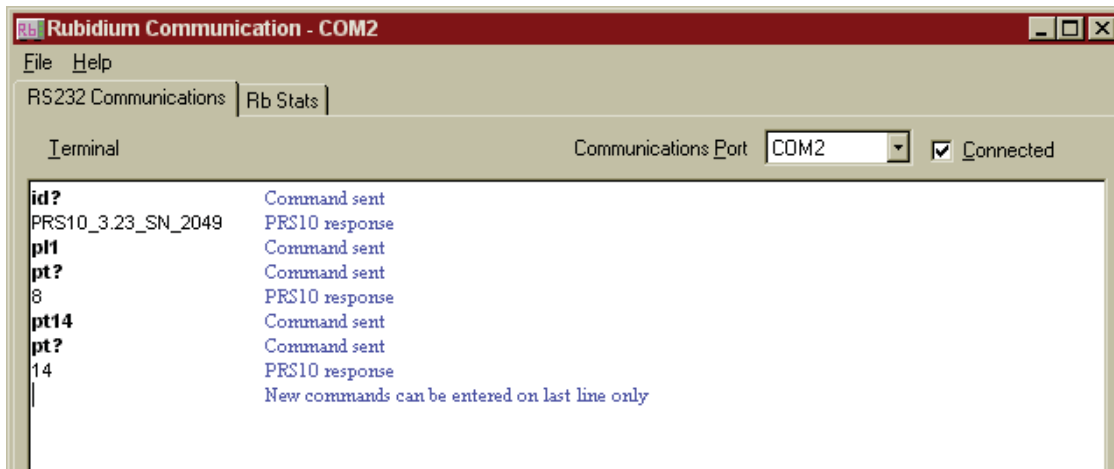 Rb Rubidium Communication - COM2
File Help
RS232 Communications Rb Stats
Terminal Communications Port COM2 Connected
id? Command sent
PRS10_3.23_SN_2049 PRS10 response
pl1 Command sent
pt? Command sent
8 PRS10 response
pt14 Command sent
pt? Command sent
14 PRS10 response
New commands can be entered on last line only